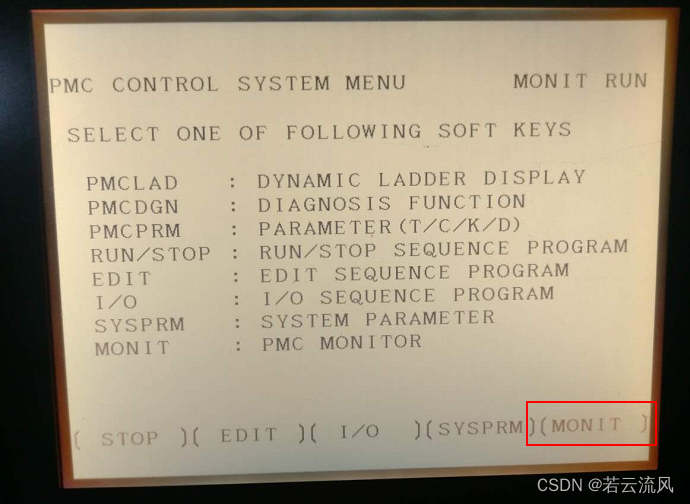 PMC CONTROL SYSTEM MENU MONIT RUN
SELECT ONE OF FOLLOWING SOFT KEYS
PMCLAD : DYNAMIC LADDER DISPLAY
PMCDGN : DIAGNOSIS FUNCTION
PMCPRM : PARAMETER(T/C/K/D)
RUN/STOP : RUN/STOP SEQUENCE PROGRAM
EDIT : EDIT SEQUENCE PROGRAM
I/O : I/O SEQUENCE PROGRAM
SYSPRM : SYSTEM PARAMETER
MONIT : PMC MONITOR
( STOP )( EDIT )( I/O )(SYSPRM)(MONIT )
CSDN @若云流风